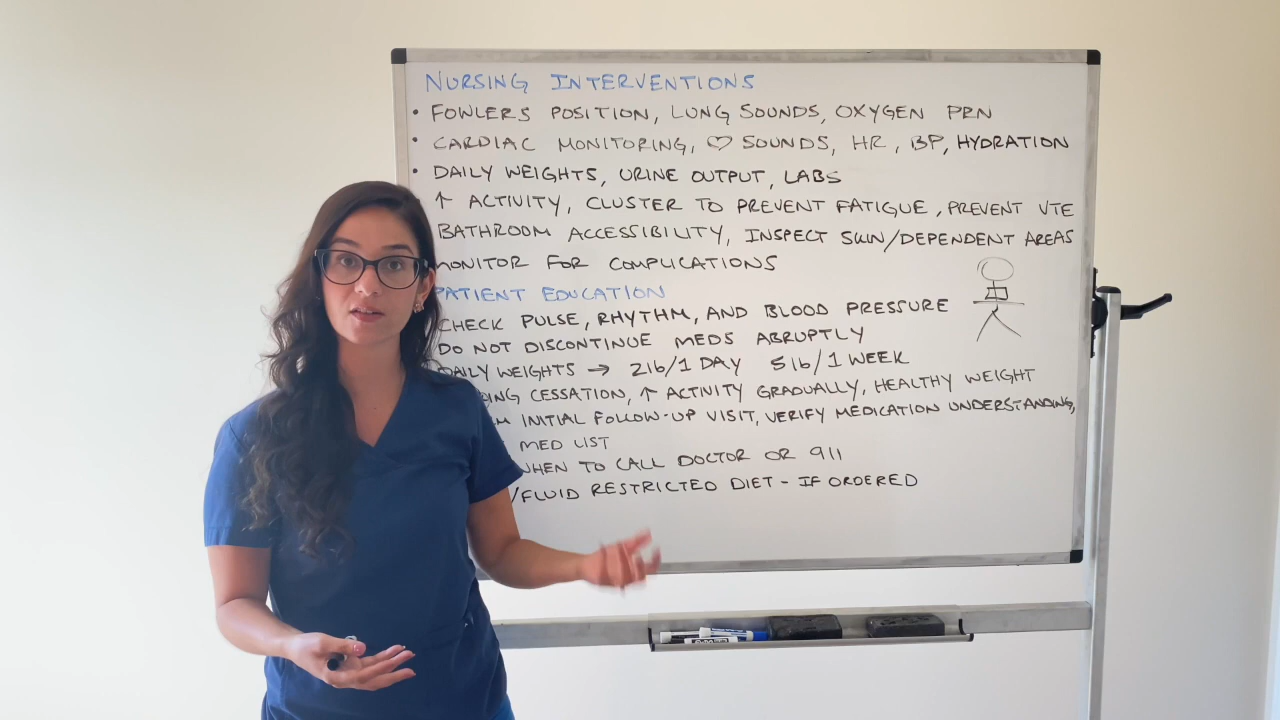 NURSING INTERVENTIONS
• FOWLERS POSITION, LUNG SOUNDS, OXYGEN PRN
• CARDIAC MONITORING, ♡ SOUNDS, HR, BP, HYDRATION
• DAILY WEIGHTS, URINE OUTPUT, LABS
↑ ACTIVITY, CLUSTER TO PREVENT FATIGUE, PREVENT VTE
BATHROOM ACCESSIBILITY, INSPECT SKIN/DEPENDENT AREAS
MONITOR FOR COMPLICATIONS
PATIENT EDUCATION
CHECK PULSE, RHYTHM, AND BLOOD PRESSURE
DO NOT DISCONTINUE MEDS ABRUPTLY
DAILY WEIGHTS → 2lb/1 DAY 5lb/1 WEEK
CESSATION, ↑ ACTIVITY GRADUALLY, HEALTHY WEIGHT
INITIAL FOLLOW-UP VISIT, VERIFY MEDICATION UNDERSTANDING,
MED LIST
WHEN TO CALL DOCTOR OR 911
/FLUID RESTRICTED DIET - IF ORDERED